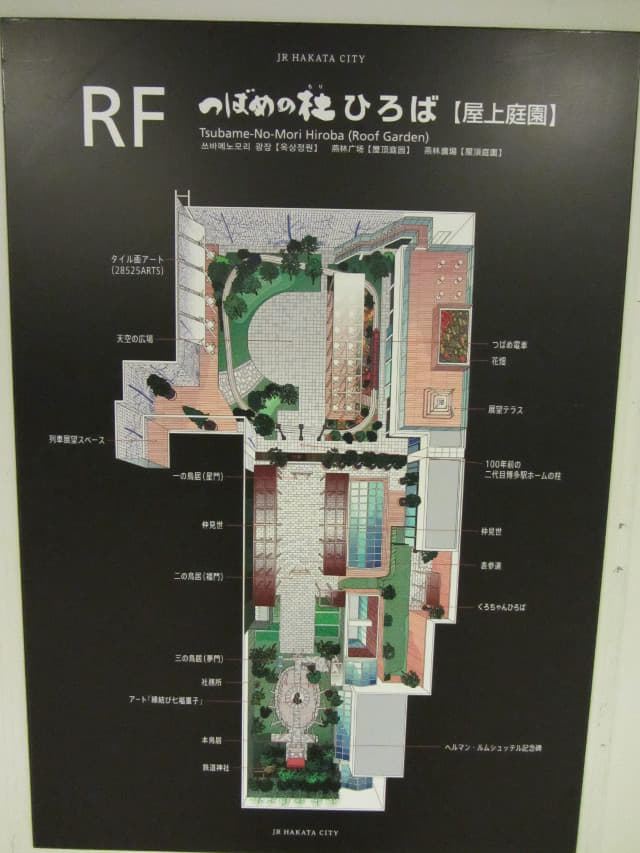 JR HAKATA CITY
RF つばめの杜ひろば【屋上庭園】
もり
Tsubame-No-Mori Hiroba (Roof Garden)
쓰바메노모리 광장【옥상정원】 燕林广场【屋顶庭园】 燕林廣場【屋頂庭園】
タイル画アート
(28525ARTS)
天空の広場
列車展望スペース
一の鳥居(星門)
仲見世
二の鳥居(福門)
三の鳥居(夢門)
社務所
アート「縁結び七福童子」
本鳥居
鉄道神社
つばめ電車
花畑
展望テラス
100年前の
二代目博多駅ホームの柱
仲見世
表参道
くろちゃんひろば
ヘルマン・ルムシュッテル記念碑
JR HAKATA CITY